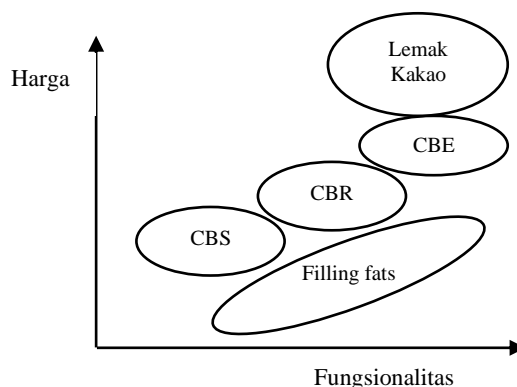 Lemak
Kakao
Harga
CBE
CBR
CBS
Filling fats
Fungsionalitas